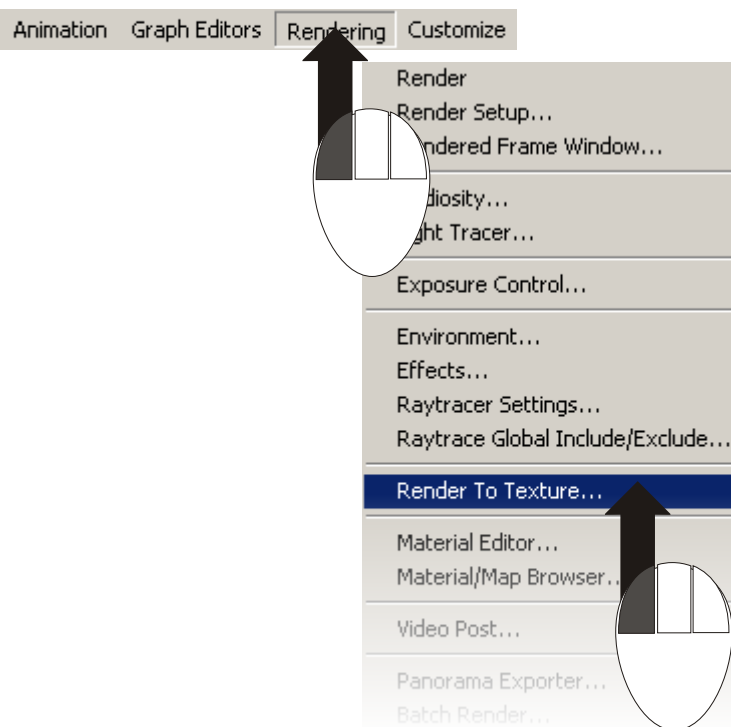 Animation Graph Editors Rendering Customize
Render
Render Setup...
ndered Frame Window...
diosity...
ght Tracer...
Exposure Control...
Environment...
Effects...
Raytracer Settings...
Raytrace Global Include/Exclude...
Render To Texture...
Material Editor...
Material/Map Browser..
Video Post...
Panorama Exporter...
Batch Render...